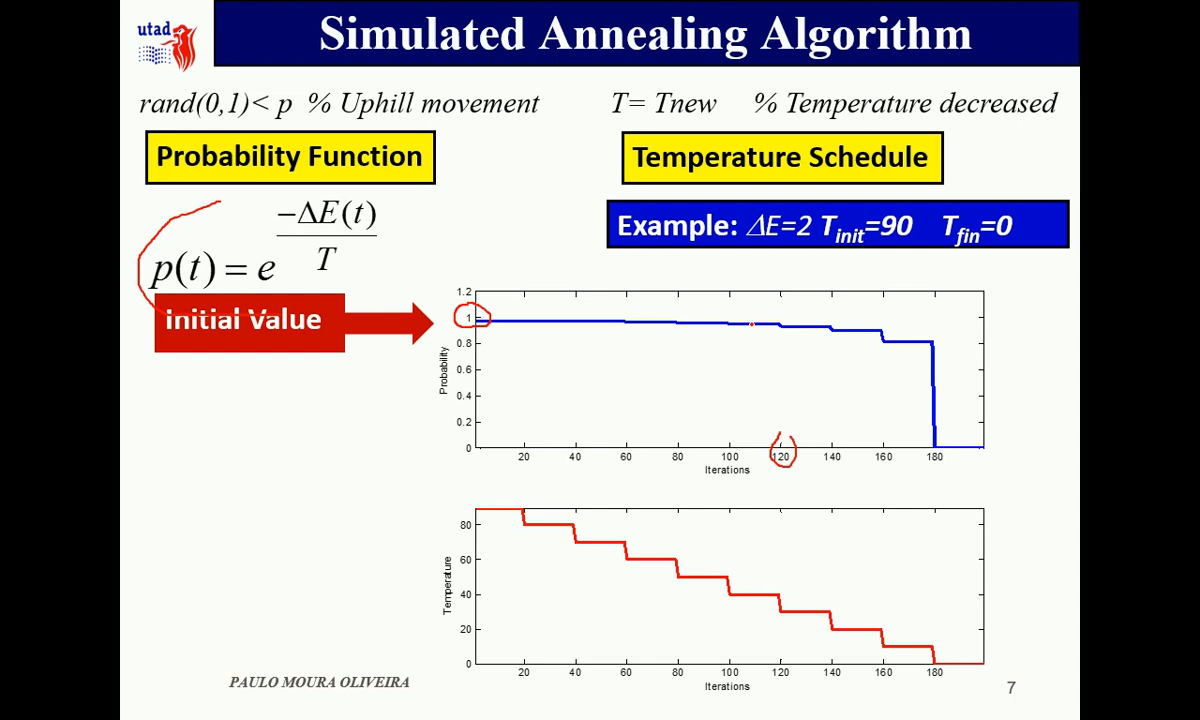 utad
Simulated Annealing Algorithm
rand(0,1)< p % Uphill movement
T= Tnew % Temperature decreased
Probability Function
Temperature Schedule
p(t) = e −ΔE(t) / T
Example: ΔE=2 Tinit=90 Tfin=0
Initial Value
1.2
1
0.8
0.6
0.4
0.2
0
Probability
20 40 60 80 100 120 140 160 180
Iterations
80
60
40
20
0
Temperature
20 40 60 80 100 120 140 160 180
Iterations
PAULO MOURA OLIVEIRA
7